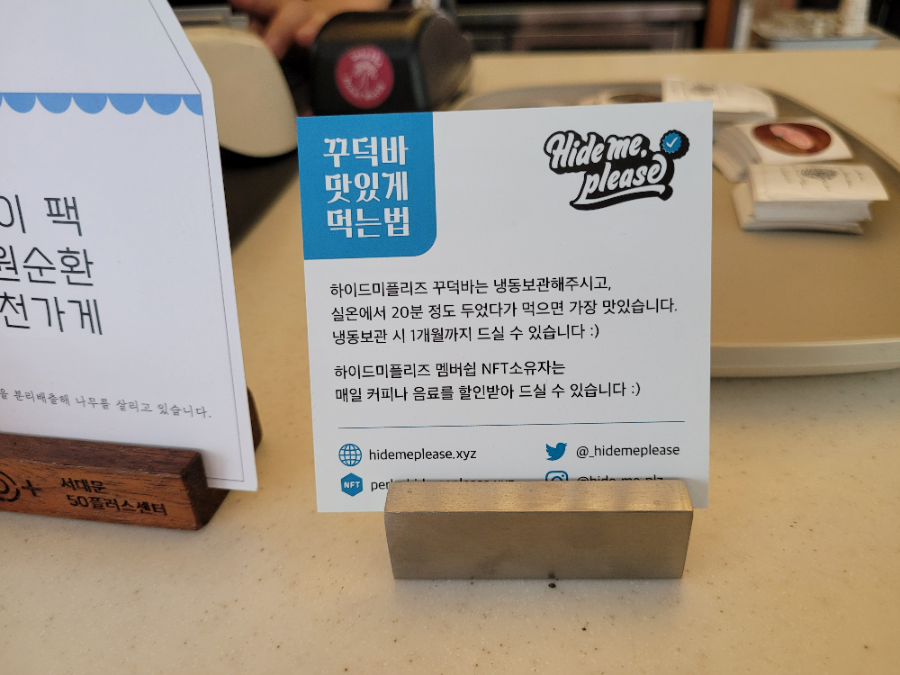 이 팩
원순환
천가게
을 분리배출해 나무를 살리고 있습니다.
서대문
50플러스센터
꾸덕바
맛있게
먹는법
Hide me,
please
하이드미플리즈 꾸덕바는 냉동보관해주시고,
실온에서 20분 정도 두었다가 먹으면 가장 맛있습니다.
냉동보관 시 1개월까지 드실 수 있습니다 :)
하이드미플리즈 멤버쉽 NFT소유자는
매일 커피나 음료를 할인받아 드실 수 있습니다 :)
hidemeplease.xyz
@_hidemeplease
NFT